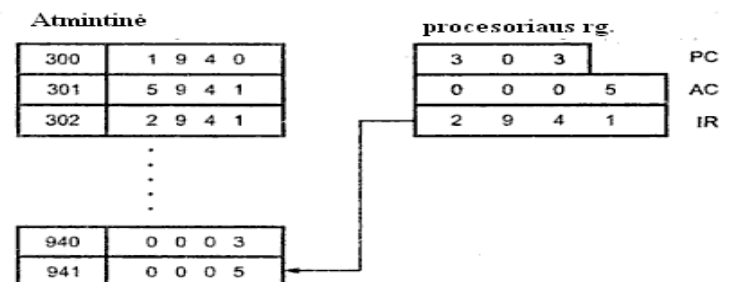 Atmintinė
procesoriaus rg.
300 1 9 4 0
3 0 3 PC
301 5 9 4 1
0 0 0 5 AC
302 2 9 4 1
2 9 4 1 IR
940 0 0 0 3
941 0 0 0 5